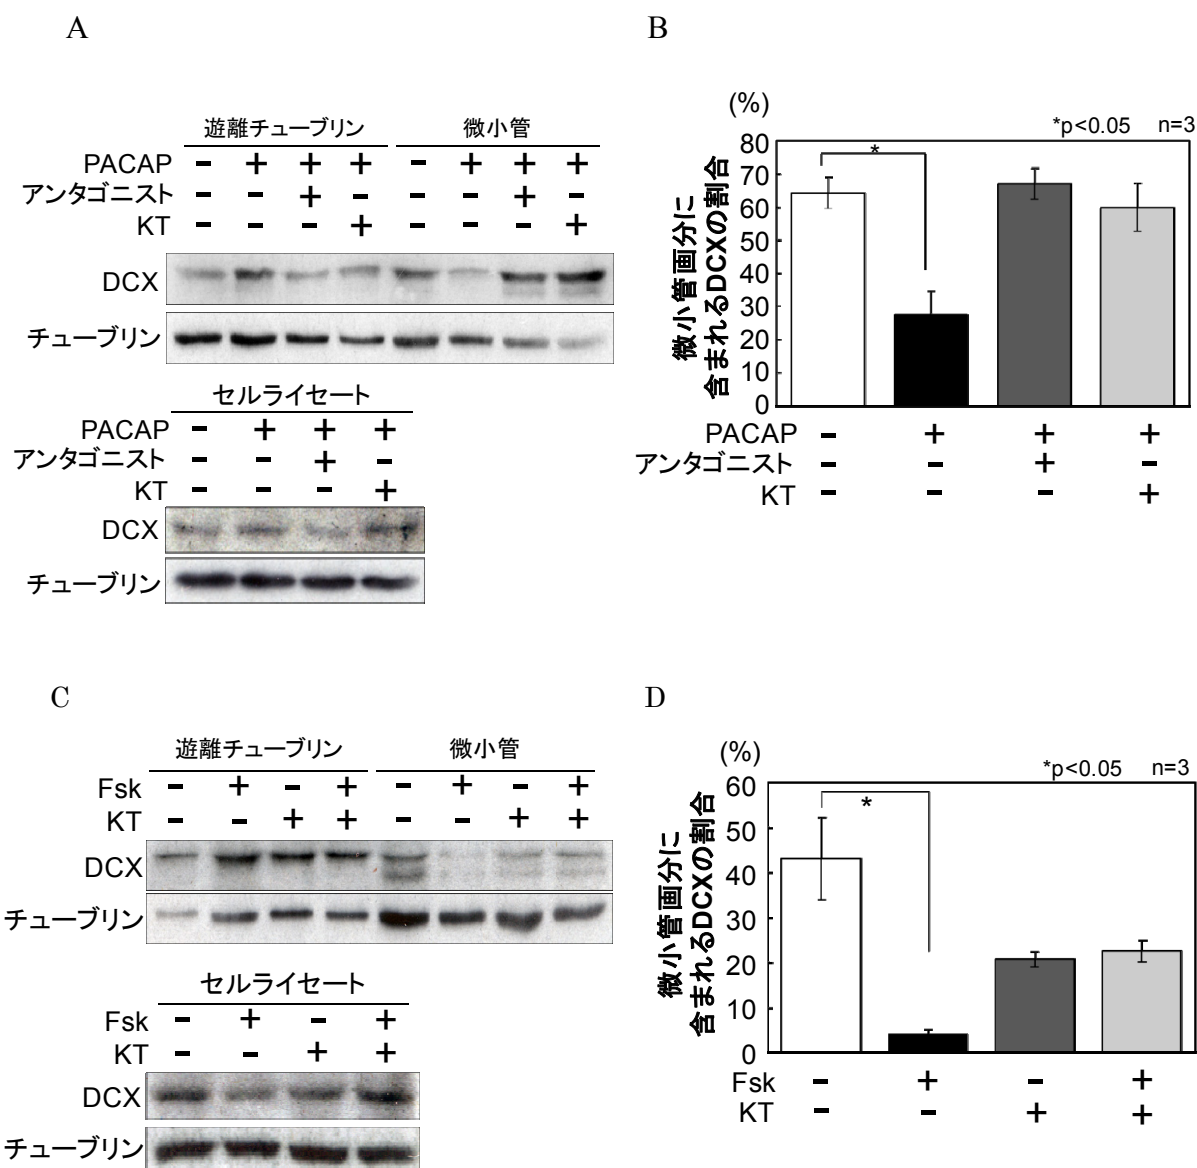 A
遊離チューブリン 微小管
PACAP - + + + - + + +
アンタゴニスト - - + - - - + -
KT - - - + - - - +
DCX
チューブリン
セルライセート
PACAP - + + +
アンタゴニスト - - + -
KT - - - +
DCX
チューブリン
B
(%)
*p<0.05 n=3
微小管画分に
含まれるDCXの割合
80
70
60
50
40
30
20
10
0
*
PACAP - + + +
アンタゴニスト - - + -
KT - - - +
C
遊離チューブリン 微小管
Fsk - + - + - + - +
KT - - + + - - + +
DCX
チューブリン
セルライセート
Fsk - + - +
KT - - + +
DCX
チューブリン
D
(%)
*p<0.05 n=3
微小管画分に
含まれるDCXの割合
60
50
40
30
20
10
0
*
Fsk - + - +
KT - - + +